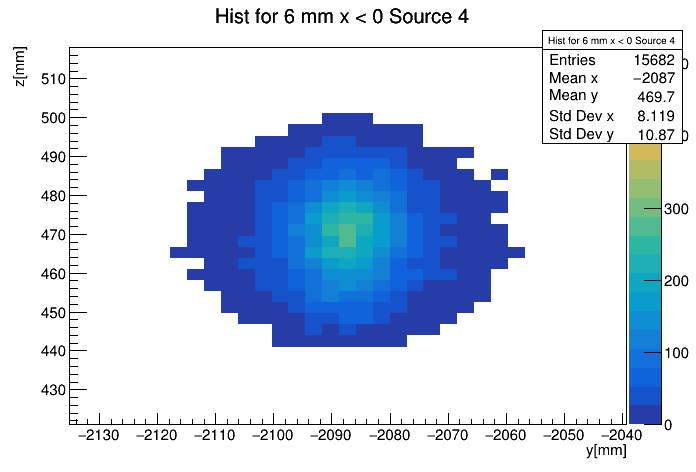 Hist for 6 mm x < 0 Source 4
z[mm]
Hist for 6 mm x < 0 Source 4
Entries 15682
Mean x −2087
Mean y 469.7
Std Dev x 8.119
Std Dev y 10.87
510
500
490
480
470
460
450
440
430
300
200
100
0
−2130 −2120 −2110 −2100 −2090 −2080 −2070 −2060 −2050 −2040
y[mm]